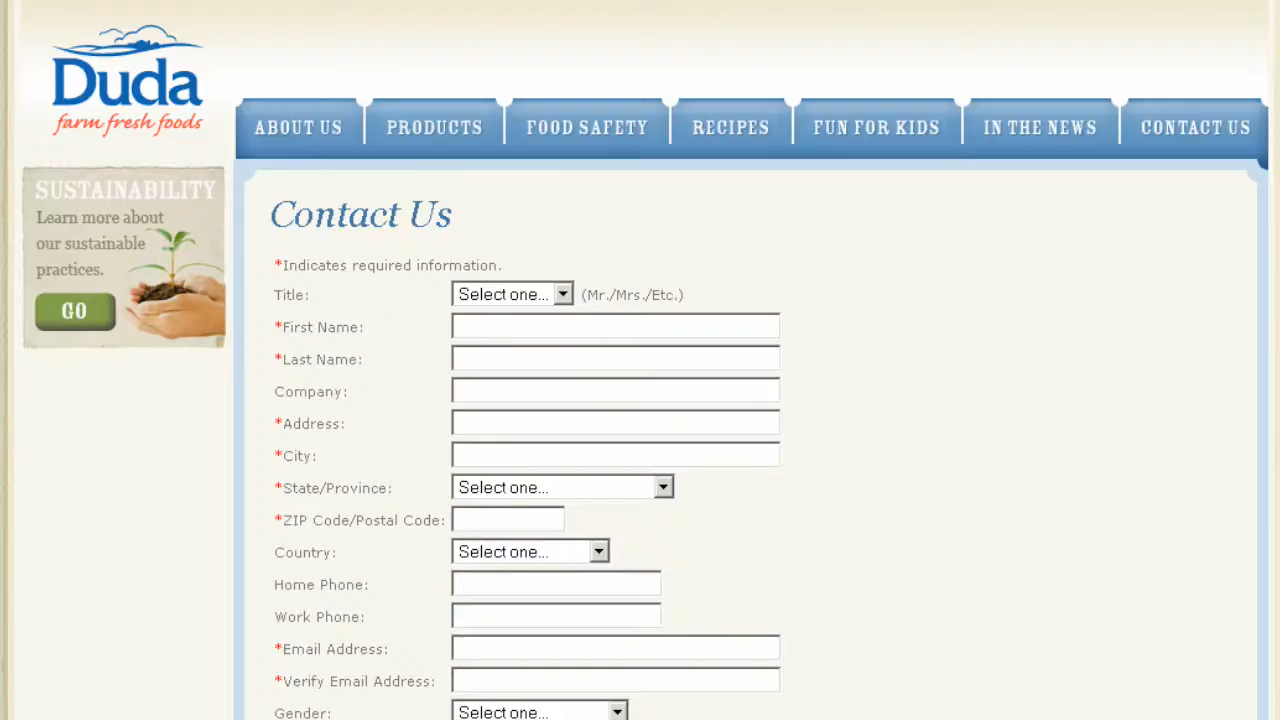 Duda
farm fresh foods
ABOUT US PRODUCTS FOOD SAFETY RECIPES FUN FOR KIDS IN THE NEWS CONTACT US
SUSTAINABILITY
Learn more about
our sustainable
practices.
GO
Contact Us
*Indicates required information.
Title: Select one... (Mr./Mrs./Etc.)
*First Name:
*Last Name:
Company:
*Address:
*City:
*State/Province: Select one...
*ZIP Code/Postal Code:
Country: Select one...
Home Phone:
Work Phone:
*Email Address:
*Verify Email Address:
Gender: Select one...